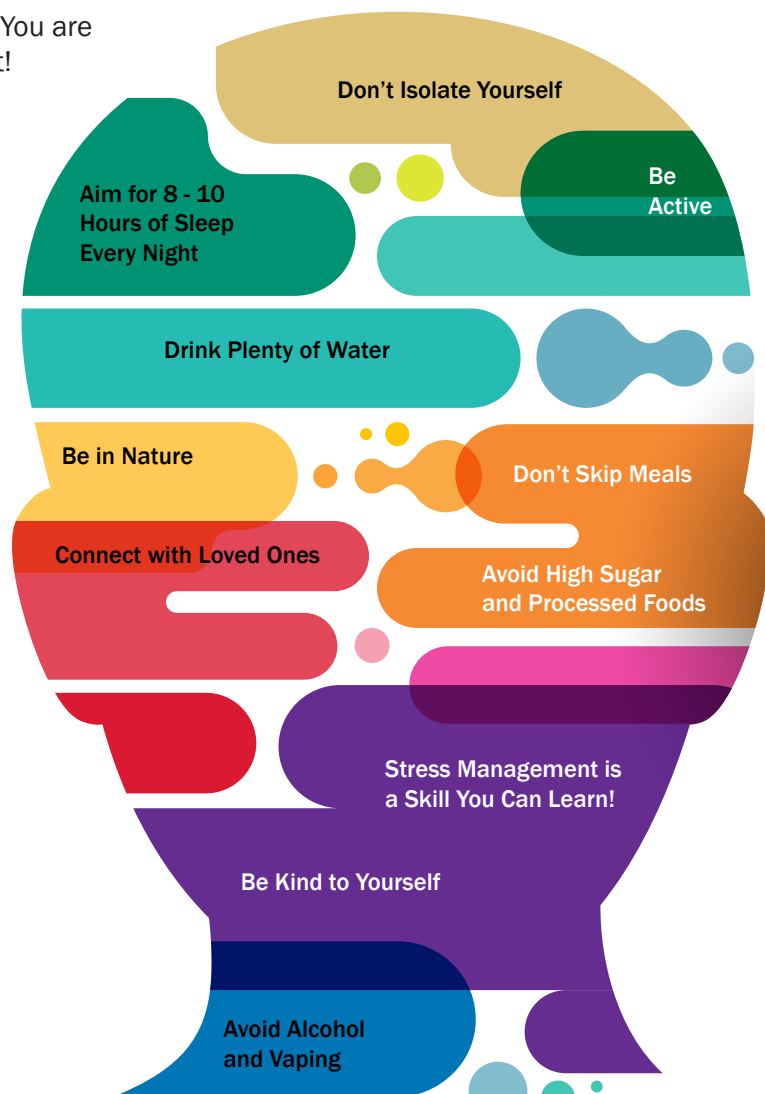 You are
t!
Don't Isolate Yourself
Be
Active
Aim for 8 - 10
Hours of Sleep
Every Night
Drink Plenty of Water
Be in Nature
Don't Skip Meals
Connect with Loved Ones
Avoid High Sugar
and Processed Foods
Stress Management is
a Skill You Can Learn!
Be Kind to Yourself
Avoid Alcohol
and Vaping